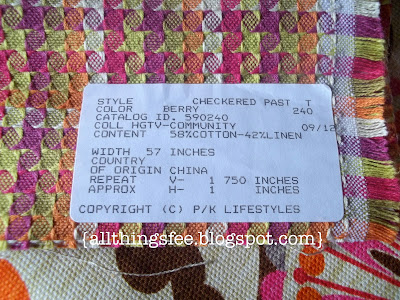 STYLE CHECKERED PAST T
COLOR BERRY 240
CATALOG ID. 590240
COLL HGTV-COMMUNITY 09/12
CONTENT 58%COTTON-42%LINEN
WIDTH 57 INCHES
COUNTRY
OF ORIGIN CHINA
REPEAT V- 1 750 INCHES
APPROX H- 1 INCHES
COPYRIGHT (C) P/K LIFESTYLES
{allthingsfee.blogspot.com}